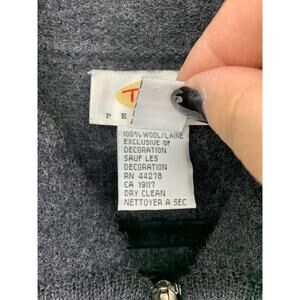 T
PE
100% WOOL/LAINE
EXCLUSIVE OF
DECORATION
SAUF LES
DECORATION
RN 44278
CA 19117
DRY CLEAN
NETTOYER A SEC